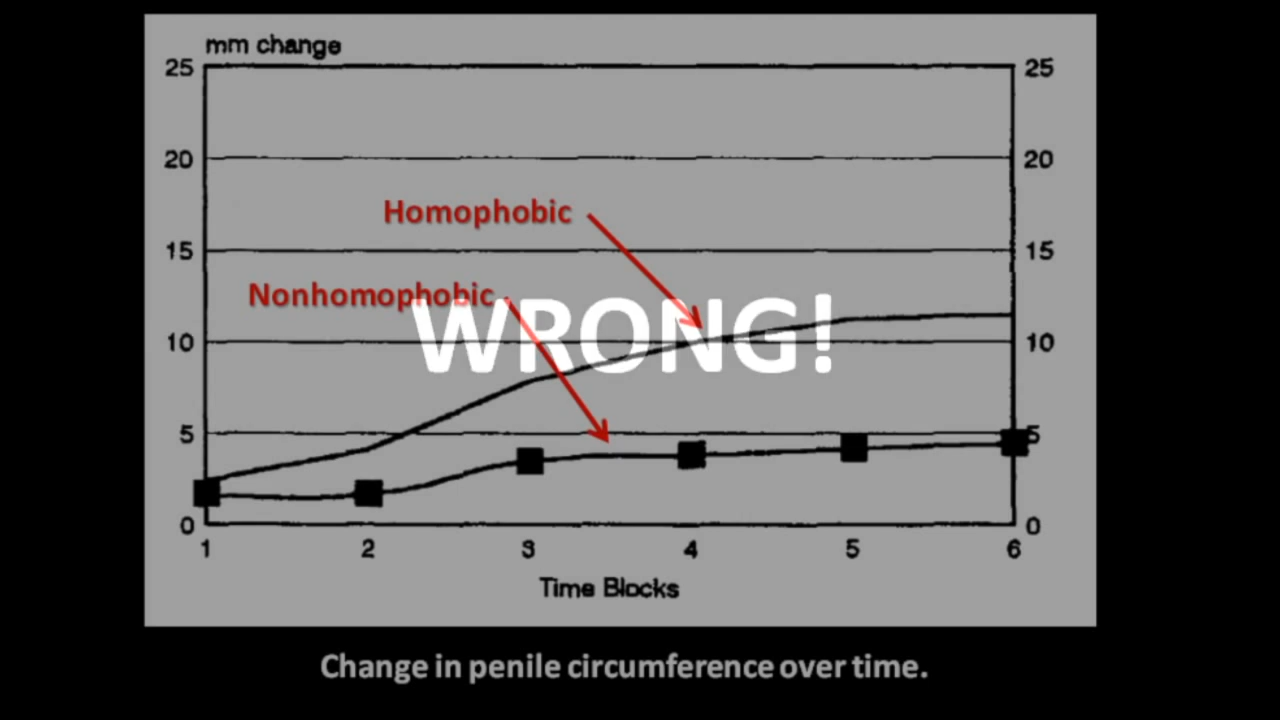 mm change
25 25
20 20
Homophobic
15 15
Nonhomophobic
WRONG!
10 10
5 5
0 0
1 2 3 4 5 6
Time Blocks
Change in penile circumference over time.